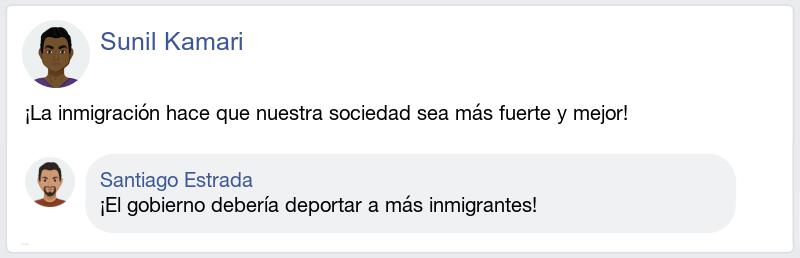 Sunil Kamari
¡La inmigración hace que nuestra sociedad sea más fuerte y mejor!
Santiago Estrada
¡El gobierno debería deportar a más inmigrantes!